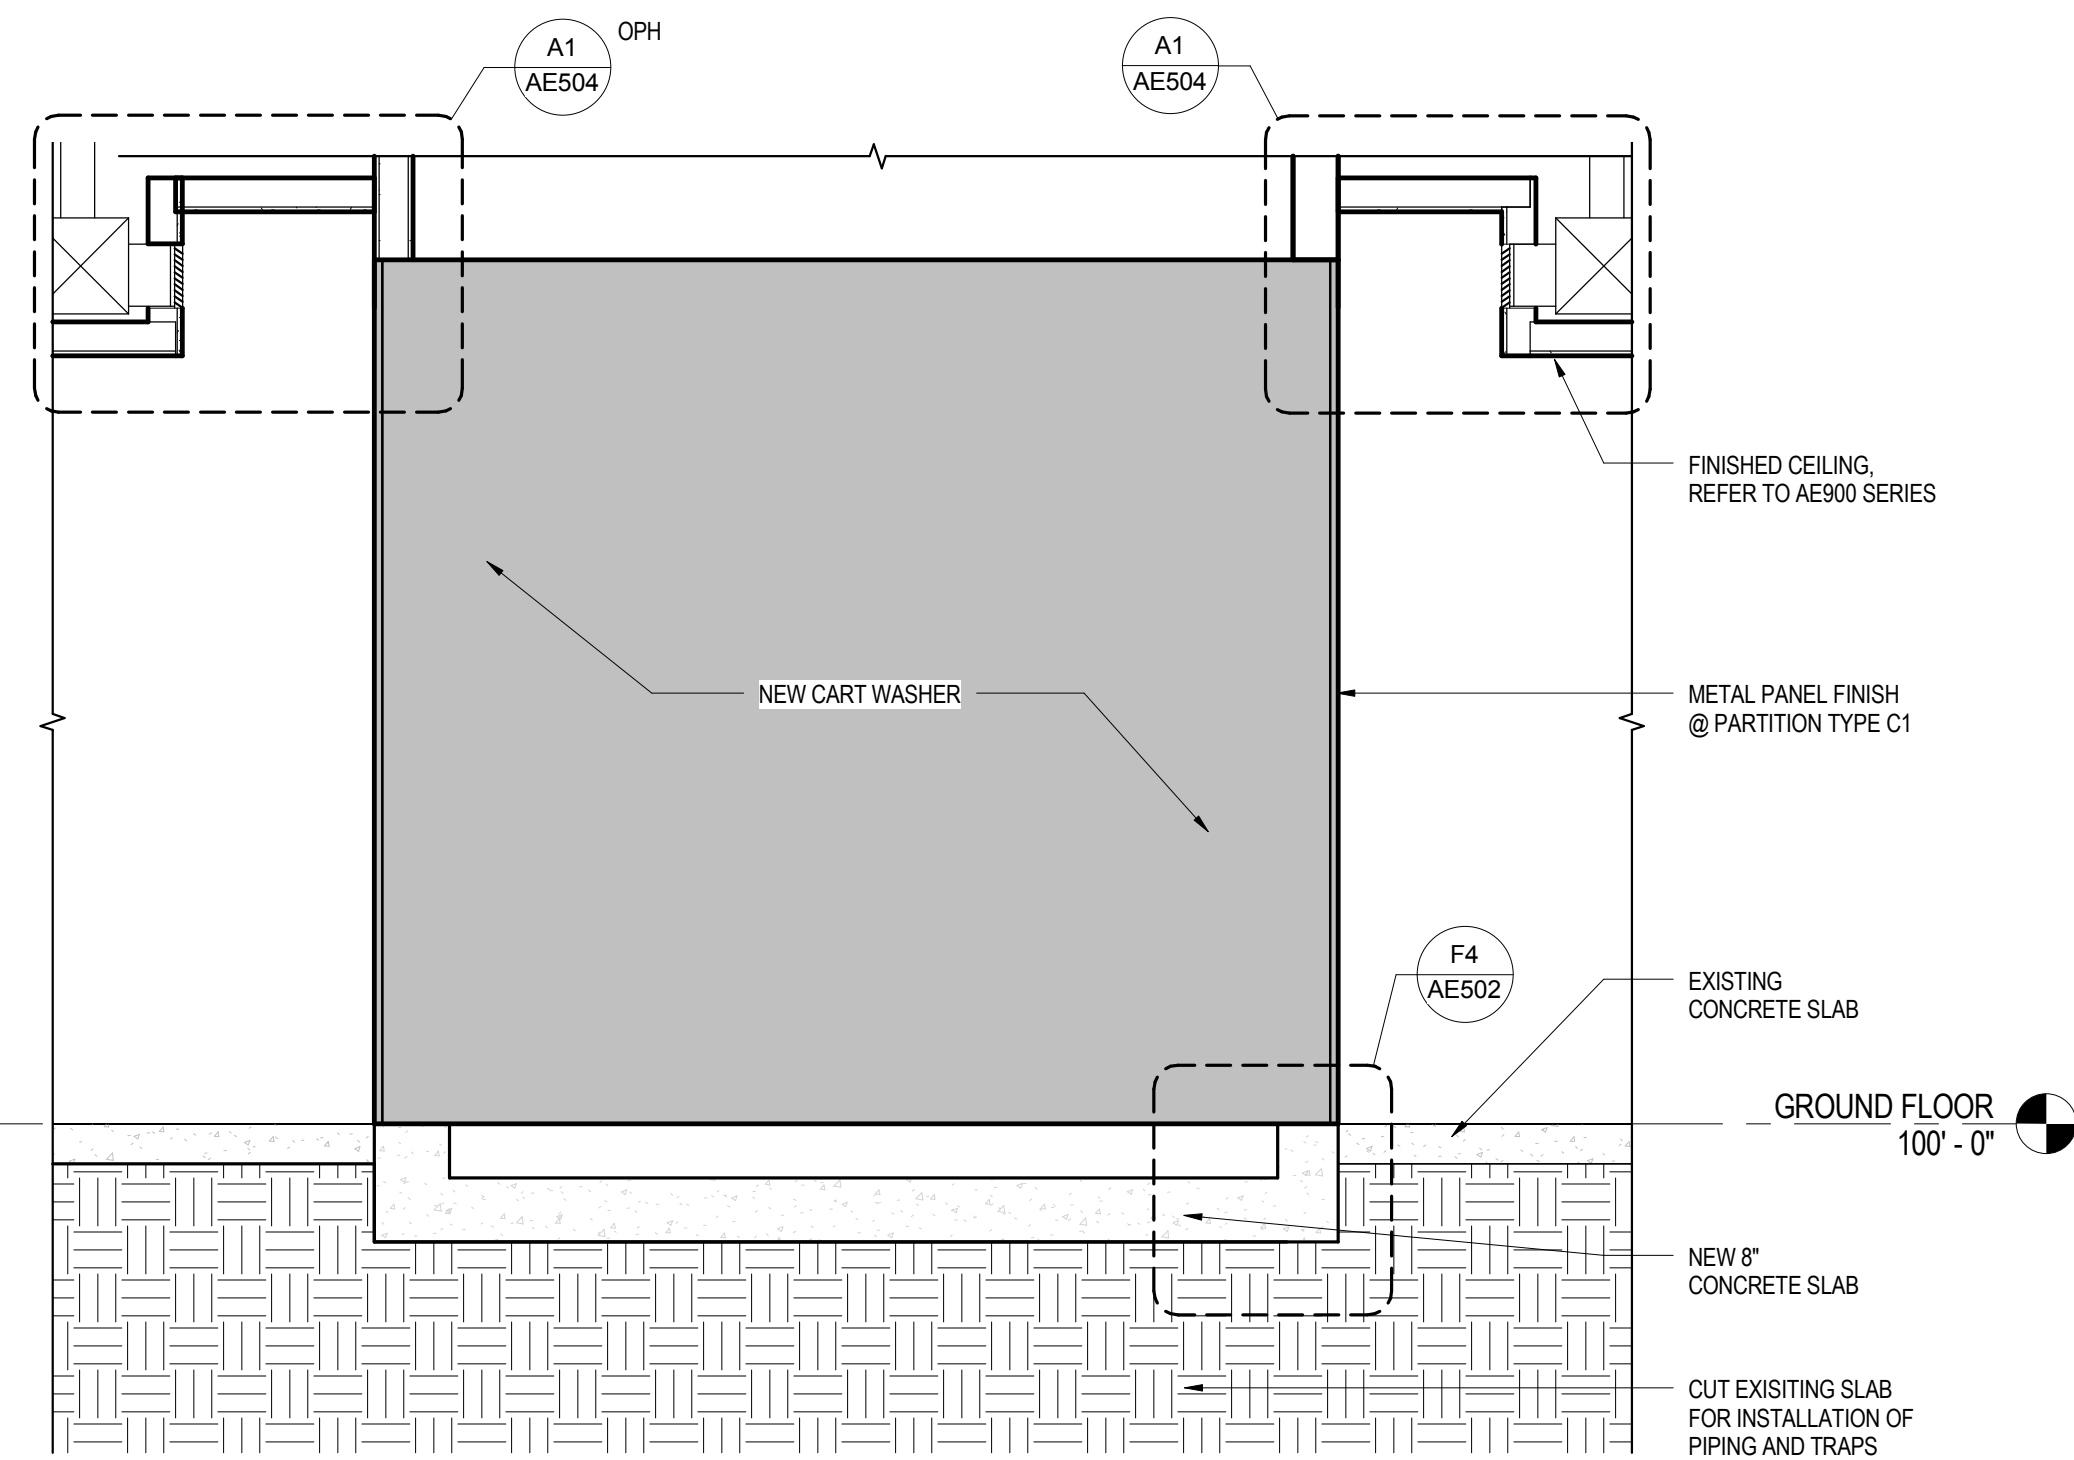 A1
AE504
OPH
A1
AE504
FINISHED CEILING,
REFER TO AE900 SERIES
NEW CART WASHER
METAL PANEL FINISH
@ PARTITION TYPE C1
F4
AE502
EXISTING
CONCRETE SLAB
GROUND FLOOR
100' - 0"
NEW 8"
CONCRETE SLAB
CUT EXISITING SLAB
FOR INSTALLATION OF
PIPING AND TRAPS